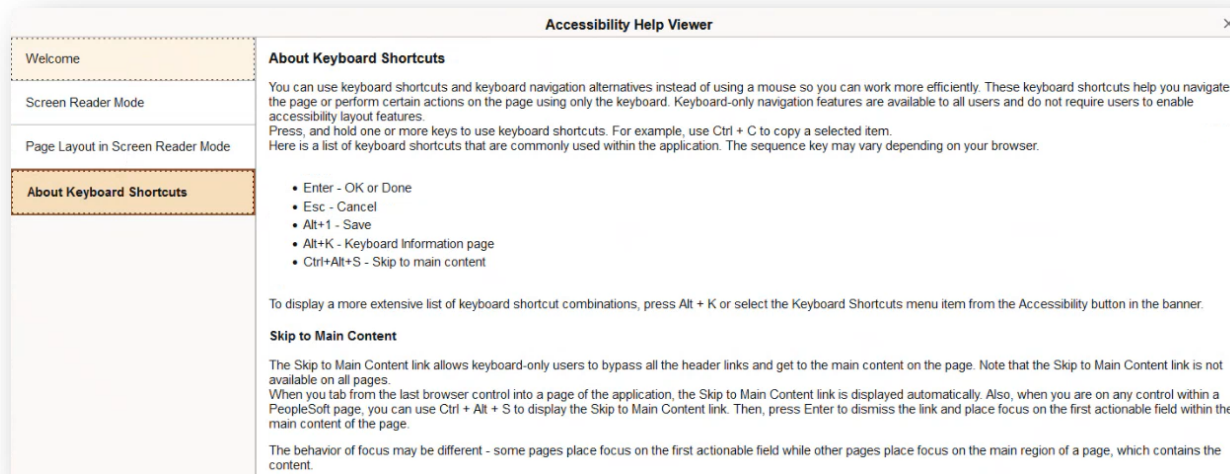 Accessibility Help Viewer
Welcome
Screen Reader Mode
Page Layout in Screen Reader Mode
About Keyboard Shortcuts
About Keyboard Shortcuts
You can use keyboard shortcuts and keyboard navigation alternatives instead of using a mouse so you can work more efficiently. These keyboard shortcuts help you navigate
the page or perform certain actions on the page using only the keyboard. Keyboard-only navigation features are available to all users and do not require users to enable
accessibility layout features.
Press, and hold one or more keys to use keyboard shortcuts. For example, use Ctrl + C to copy a selected item.
Here is a list of keyboard shortcuts that are commonly used within the application. The sequence key may vary depending on your browser.
• Enter - OK or Done
• Esc - Cancel
• Alt+1 - Save
• Alt+K - Keyboard Information page
• Ctrl+Alt+S - Skip to main content
To display a more extensive list of keyboard shortcut combinations, press Alt + K or select the Keyboard Shortcuts menu item from the Accessibility button in the banner.
Skip to Main Content
The Skip to Main Content link allows keyboard-only users to bypass all the header links and get to the main content on the page. Note that the Skip to Main Content link is not
available on all pages.
When you tab from the last browser control into a page of the application, the Skip to Main Content link is displayed automatically. Also, when you are on any control within a
PeopleSoft page, you can use Ctrl + Alt + S to display the Skip to Main Content link. Then, press Enter to dismiss the link and place focus on the first actionable field within the
main content of the page.
The behavior of focus may be different - some pages place focus on the first actionable field while other pages place focus on the main region of a page, which contains the
content.